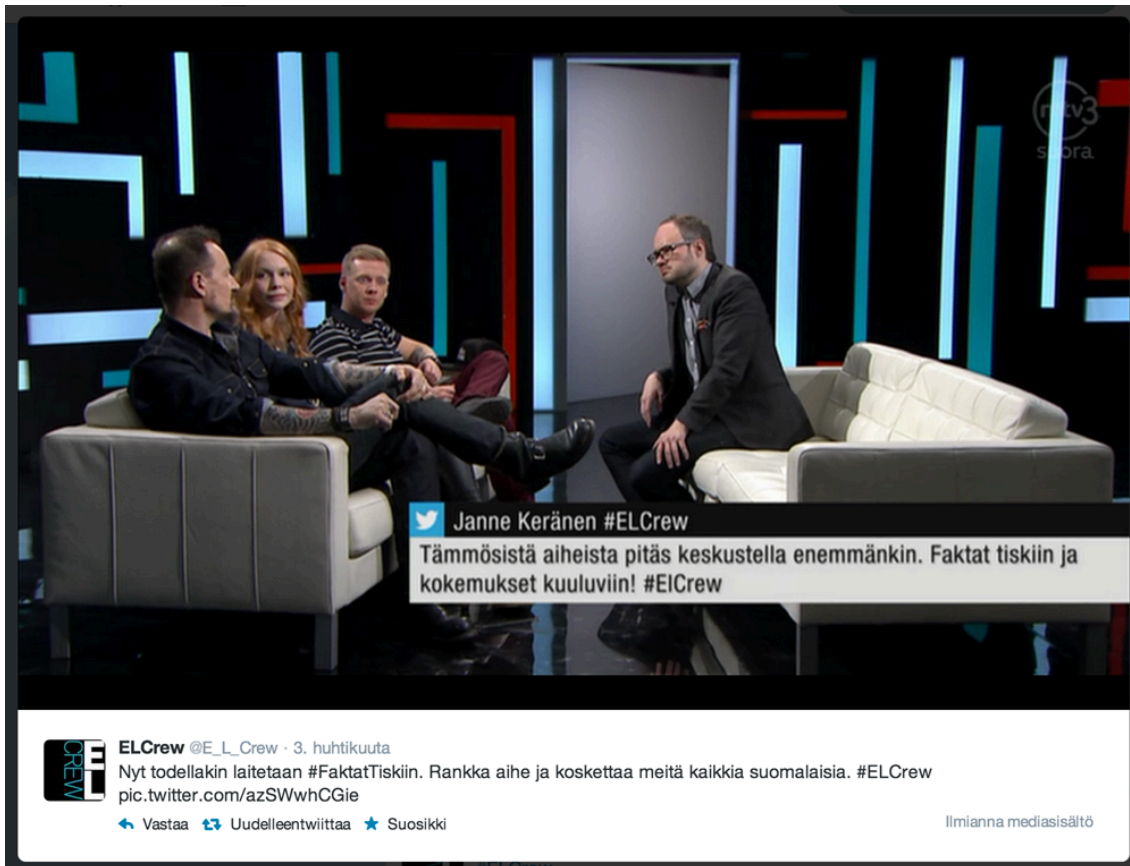 mtv3
suora
Janne Keränen #ELCrew
Tämmösistä aiheista pitäs keskustella enemmänkin. Faktat tiskiin ja
kokemukset kuuluviin! #ElCrew
EL
CREW
ELCrew @E_L_Crew · 3. huhtikuuta
Nyt todellakin laitetaan #FaktatTiskiin. Rankka aihe ja koskettaa meitä kaikkia suomalaisia. #ELCrew
pic.twitter.com/azSWwhCGie
Vastaa Uudelleentwiittaa Suosikki
Ilmianna mediasisältö